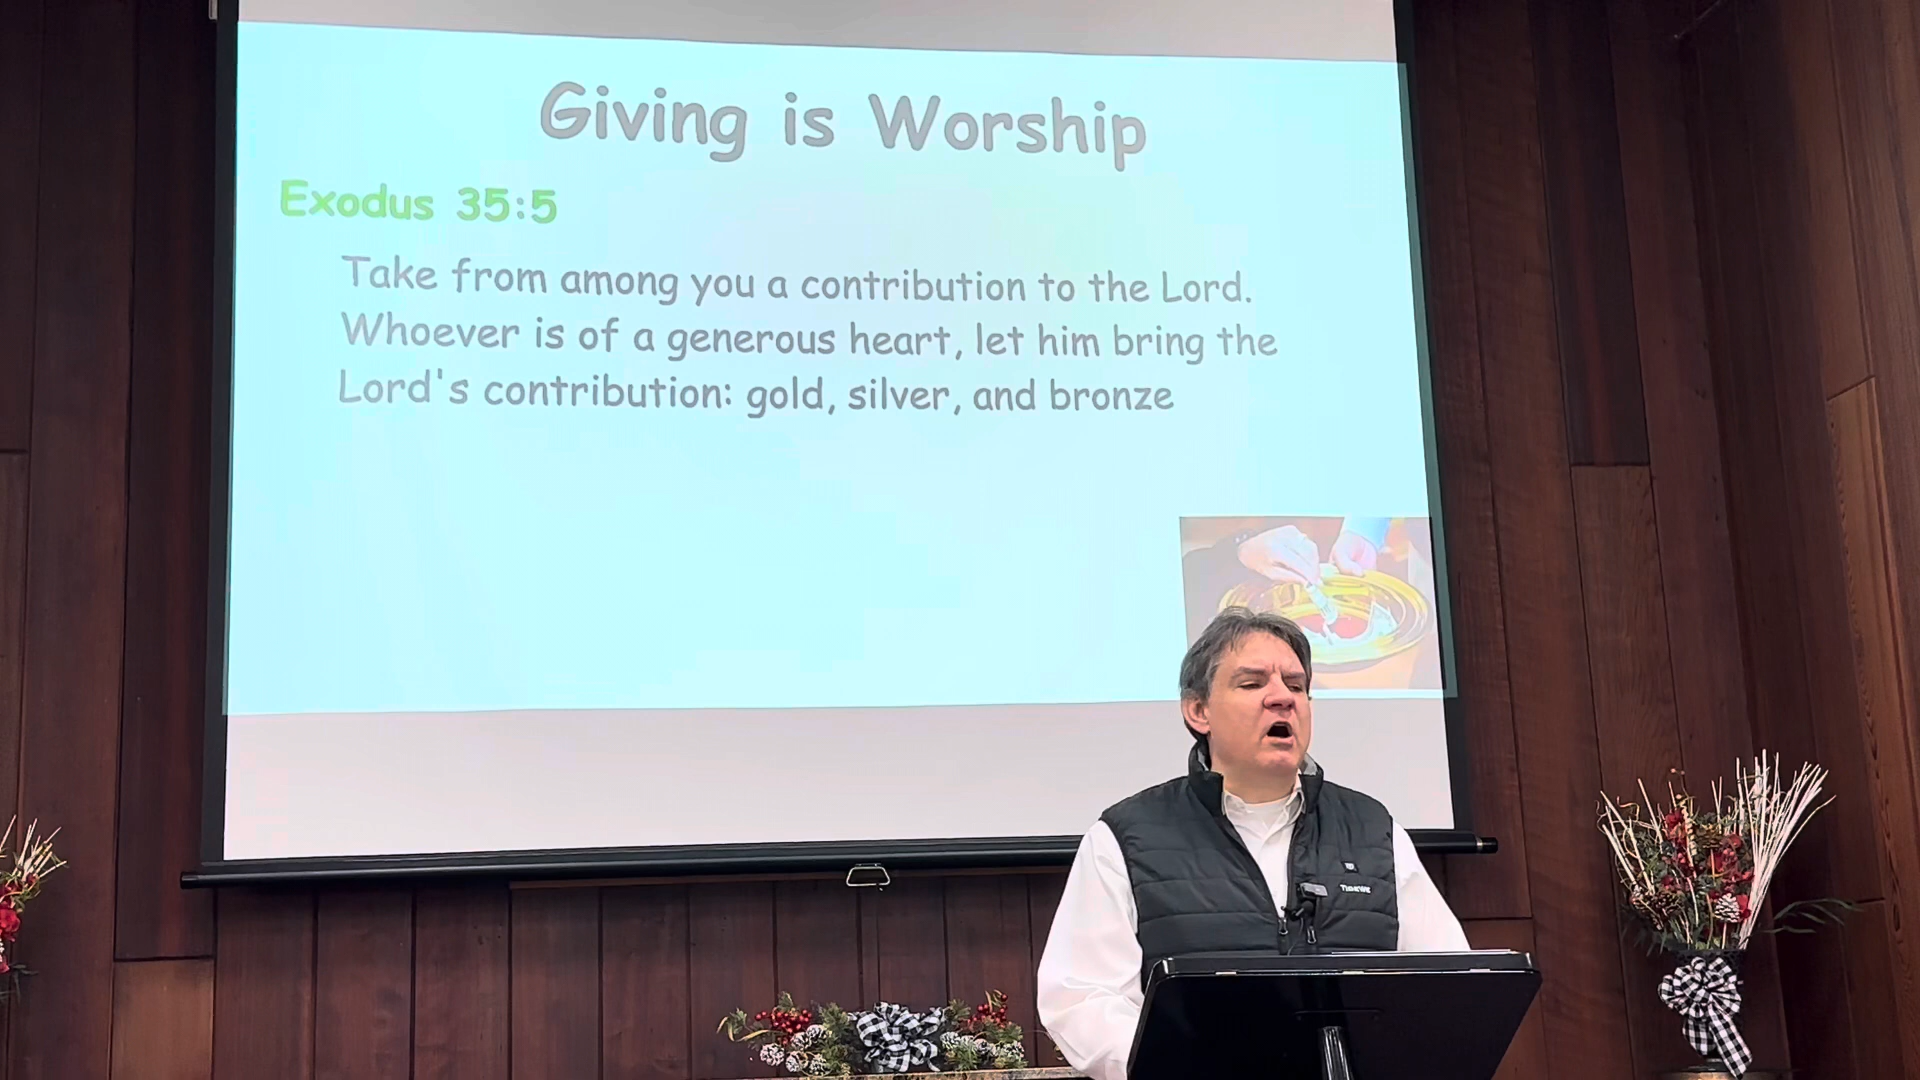 Giving is Worship
Exodus 35:5
Take from among you a contribution to the Lord.
Whoever is of a generous heart, let him bring the
Lord's contribution: gold, silver, and bronze